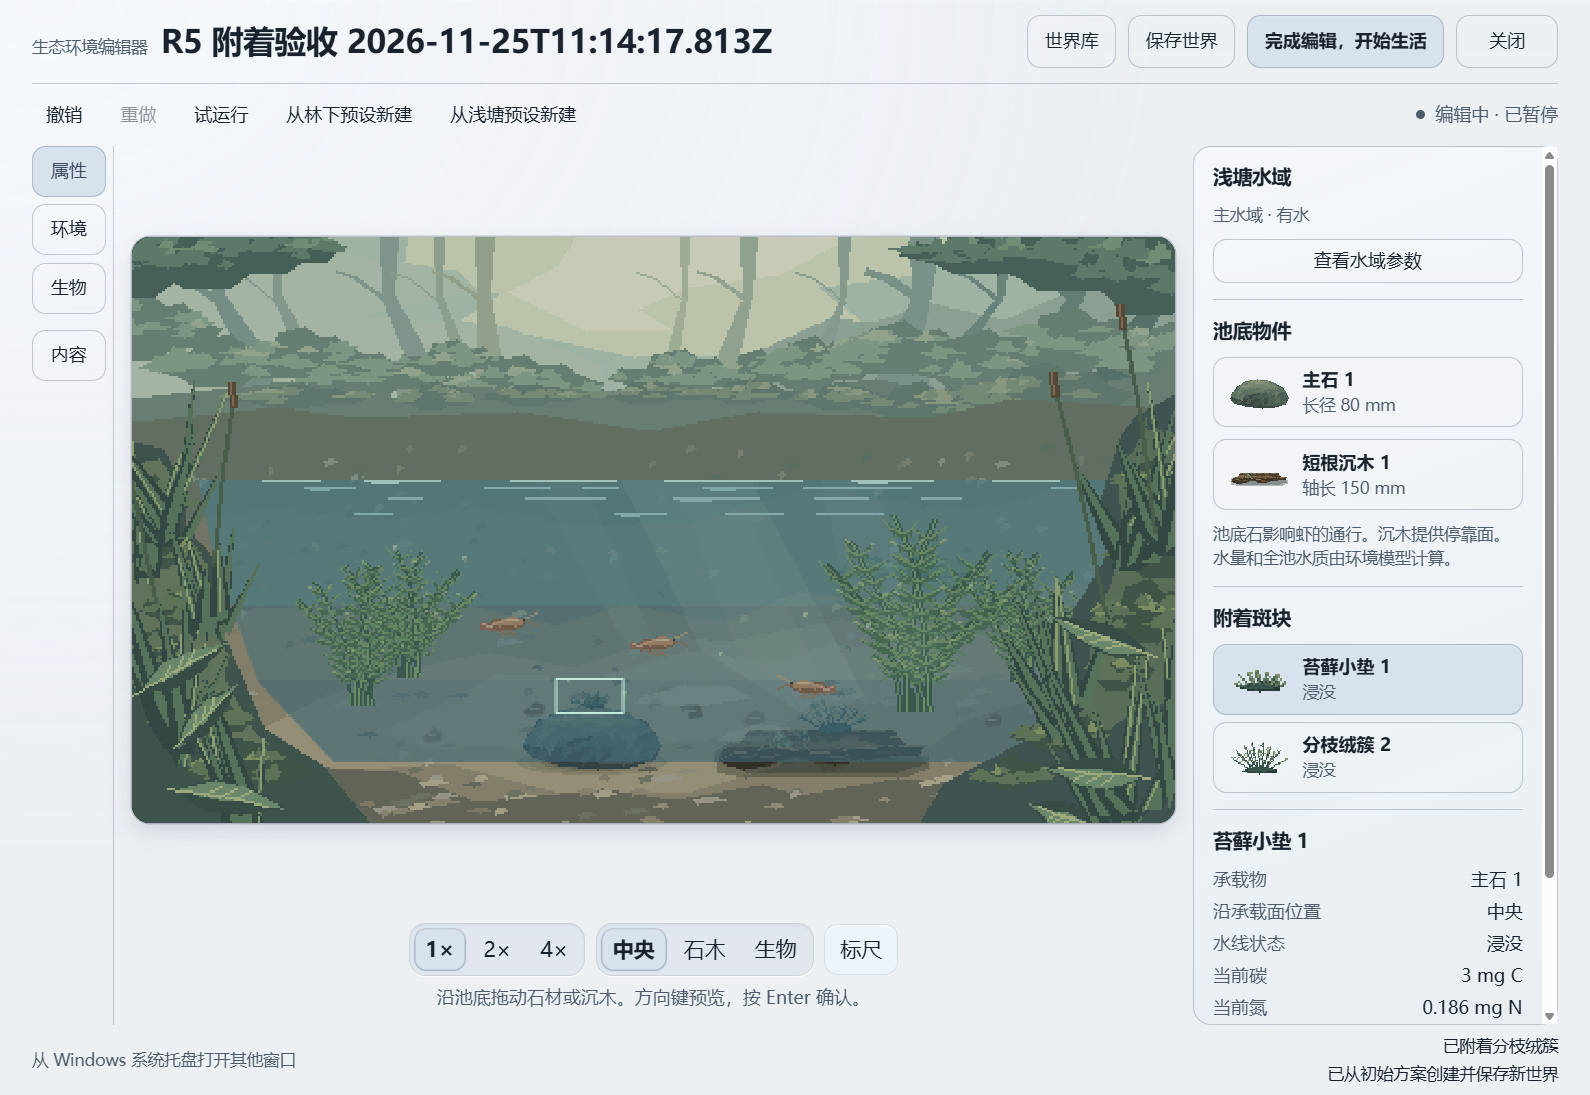 生态环境编辑器 R5 附着验收 2026-11-25T11:14:17.813Z
世界库 保存世界 完成编辑，开始生活 关闭
撤销 重做 试运行 从林下预设新建 从浅塘预设新建 编辑中 · 已暂停
属性
环境
生物
内容
浅塘水域
主水域 · 有水
查看水域参数
池底物件
主石 1
长径 80 mm
短根沉木 1
轴长 150 mm
池底石影响虾的通行。沉木提供停靠面。
水量和全池水质由环境模型计算。
附着斑块
苔藓小垫 1
浸没
分枝绒簇 2
浸没
苔藓小垫 1
承载物 主石 1
沿承载面位置 中央
水线状态 浸没
当前碳 3 mg C
当前氮 0.186 mg N
1× 2× 4× 中央 石木 生物 标尺
沿池底拖动石材或沉木。方向键预览，按 Enter 确认。
从 Windows 系统托盘打开其他窗口
已附着分枝绒簇
已从初始方案创建并保存新世界